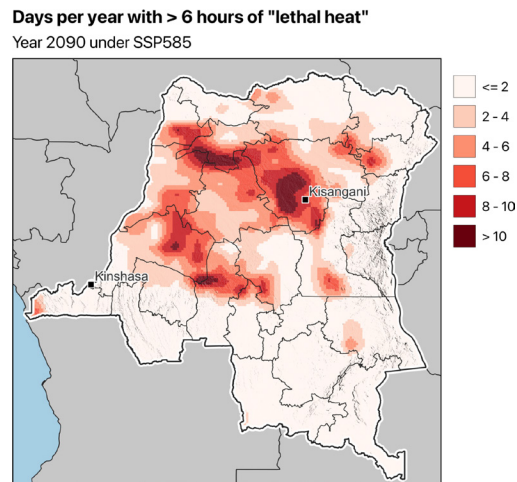 Days per year with > 6 hours of "lethal heat"
Year 2090 under SSP585
<= 2
2 - 4
4 - 6
6 - 8
8 - 10
> 10
Kisangani
Kinshasa